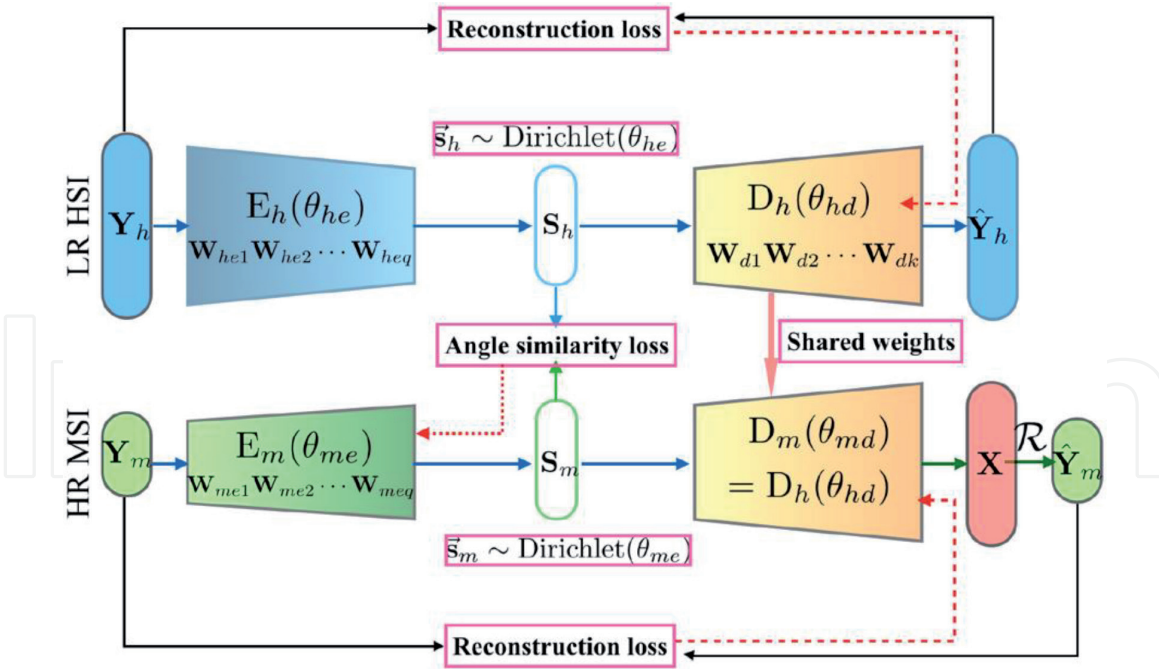 Reconstruction loss
s⃗_h ∼ Dirichlet(θ_he)
LR HSI
Y_h
E_h(θ_he)
W_he1 W_he2 ⋯ W_heq
S_h
D_h(θ_hd)
W_d1 W_d2 ⋯ W_dk
Ŷ_h
Angle similarity loss
Shared weights
HR MSI
Y_m
E_m(θ_me)
W_me1 W_me2 ⋯ W_meq
S_m
D_m(θ_md)
= D_h(θ_hd)
X
R
Ŷ_m
s⃗_m ∼ Dirichlet(θ_me)
Reconstruction loss